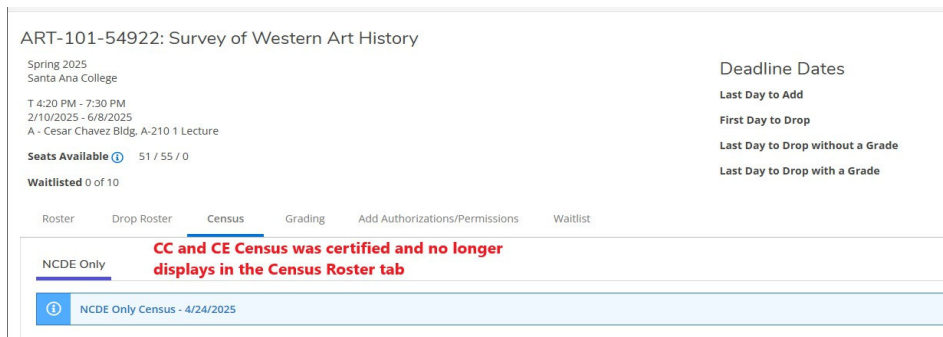 ART-101-54922: Survey of Western Art History
Spring 2025
Santa Ana College
T 4:20 PM - 7:30 PM
2/10/2025 - 6/8/2025
A - Cesar Chavez Bldg, A-210 1 Lecture
Seats Available 51 / 55 / 0
Waitlisted 0 of 10
Deadline Dates
Last Day to Add
First Day to Drop
Last Day to Drop without a Grade
Last Day to Drop with a Grade
Roster Drop Roster Census Grading Add Authorizations/Permissions Waitlist
CC and CE Census was certified and no longer
displays in the Census Roster tab
NCDE Only
NCDE Only Census - 4/24/2025